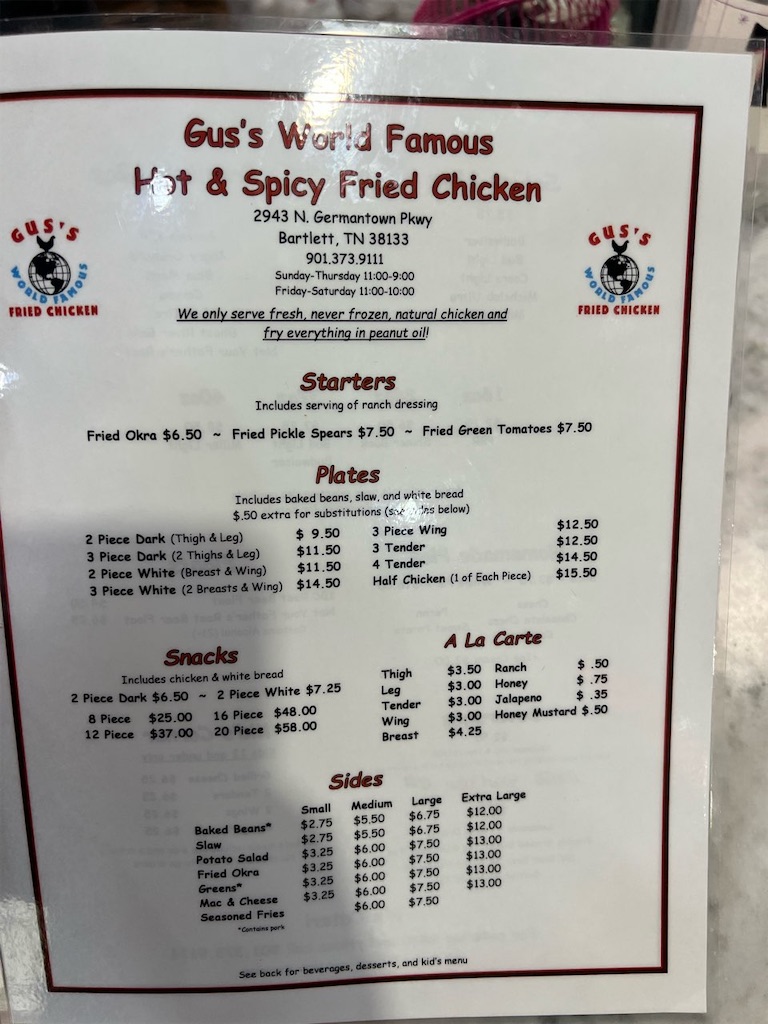 Gus's World Famous
Hot & Spicy Fried Chicken
2943 N. Germantown Pkwy
Bartlett, TN 38133
901.373.9111
Sunday-Thursday 11:00-9:00
Friday-Saturday 11:00-10:00
GUS'S
WORLD FAMOUS
FRIED CHICKEN
GUS'S
WORLD FAMOUS
FRIED CHICKEN
We only serve fresh, never frozen, natural chicken and
fry everything in peanut oil!
Starters
Includes serving of ranch dressing
Fried Okra $6.50 ~ Fried Pickle Spears $7.50 ~ Fried Green Tomatoes $7.50
Plates
Includes baked beans, slaw, and white bread
$.50 extra for substitutions (see below)
2 Piece Dark (Thigh & Leg) $ 9.50
3 Piece Dark (2 Thighs & Leg) $11.50
2 Piece White (Breast & Wing) $11.50
3 Piece White (2 Breasts & Wing) $14.50
3 Piece Wing $12.50
3 Tender $12.50
4 Tender $14.50
Half Chicken (1 of Each Piece) $15.50
Snacks
Includes chicken & white bread
2 Piece Dark $6.50 ~ 2 Piece White $7.25
8 Piece $25.00 16 Piece $48.00
12 Piece $37.00 20 Piece $58.00
A La Carte
Thigh $3.50 Ranch $ .50
Leg $3.00 Honey $ .75
Tender $3.00 Jalapeno $ .35
Wing $3.00 Honey Mustard $.50
Breast $4.25
Sides
Small Medium Large Extra Large
Baked Beans* $2.75 $5.50 $6.75 $12.00
Slaw $2.75 $5.50 $6.75 $12.00
Potato Salad $3.25 $6.00 $7.50 $13.00
Fried Okra $3.25 $6.00 $7.50 $13.00
Greens* $3.25 $6.00 $7.50 $13.00
Mac & Cheese $3.25 $6.00 $7.50 $13.00
Seasoned Fries $6.00 $7.50
*Contains pork
See back for beverages, desserts, and kid's menu